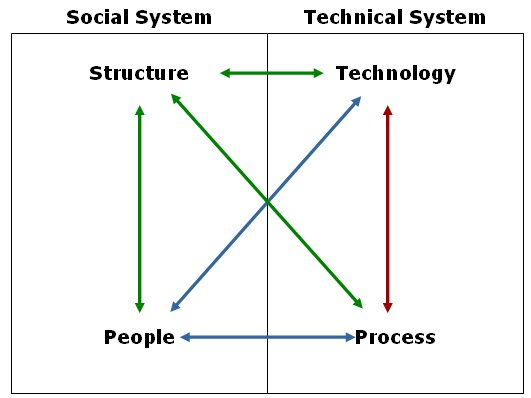 Social System
Technical System
Structure
Technology
People
Process